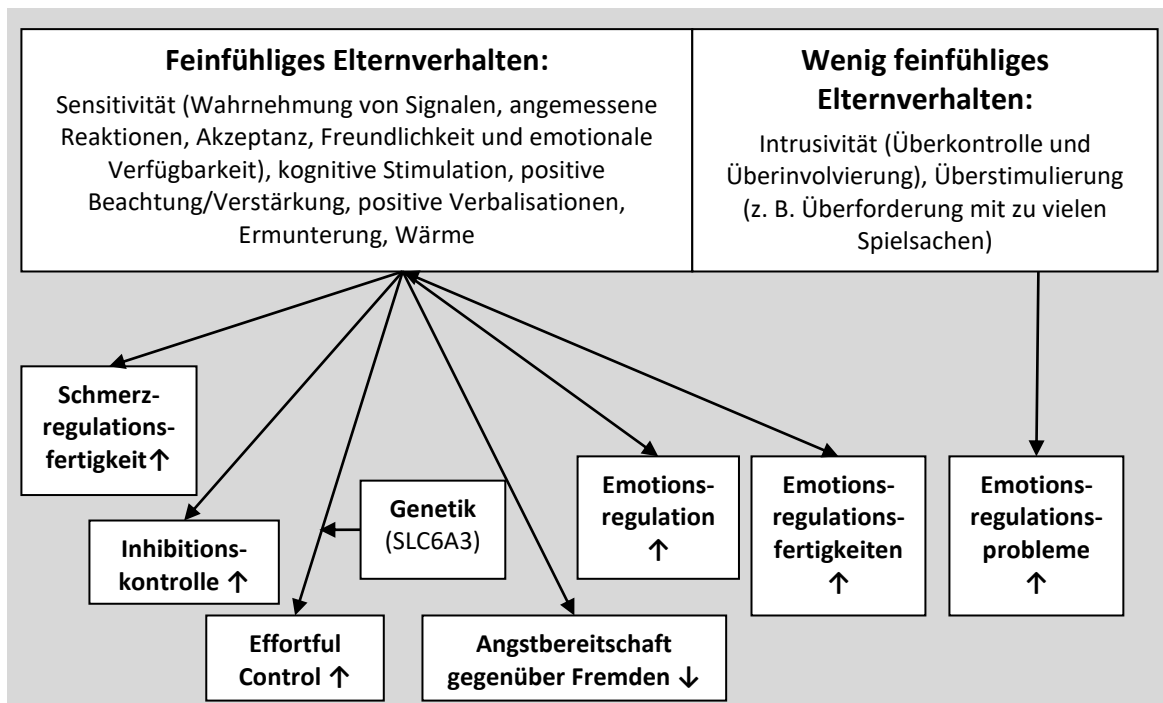 Feinfühliges Elternverhalten:
Sensitivität (Wahrnehmung von Signalen, angemessene
Reaktionen, Akzeptanz, Freundlichkeit und emotionale
Verfügbarkeit), kognitive Stimulation, positive
Beachtung/Verstärkung, positive Verbalisationen,
Ermunterung, Wärme
Wenig feinfühliges
Elternverhalten:
Intrusivität (Überkontrolle und
Überinvolvierung), Überstimulierung
(z. B. Überforderung mit zu vielen
Spielsachen)
Schmerz-
regulations-
fertigkeit ↑
Inhibitions-
kontrolle ↑
Effortful
Control ↑
Genetik
(SLC6A3)
Angstbereitschaft
gegenüber Fremden ↓
Emotions-
regulation
↑
Emotions-
regulations-
fertigkeiten
↑
Emotions-
regulations-
probleme
↑